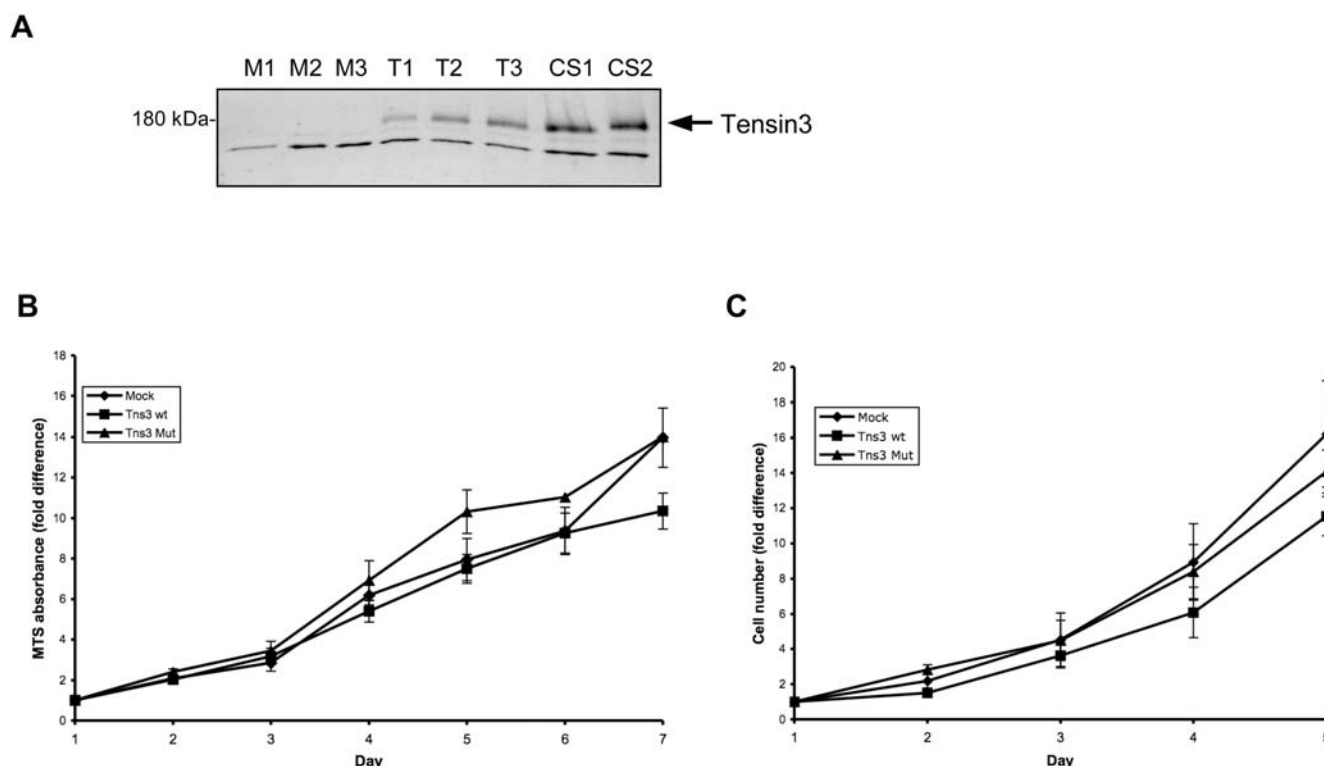 A
M1 M2 M3 T1 T2 T3 CS1 CS2
180 kDa-
Tensin3
B
MTS absorbance (fold difference)
18
16
14
12
10
8
6
4
2
0
Mock
Tns3 wt
Tns3 Mut
1 2 3 4 5 6 7
Day
C
Cell number (fold difference)
20
18
16
14
12
10
8
6
4
2
0
Mock
Tns3 wt
Tns3 Mut
1 2 3 4
Day